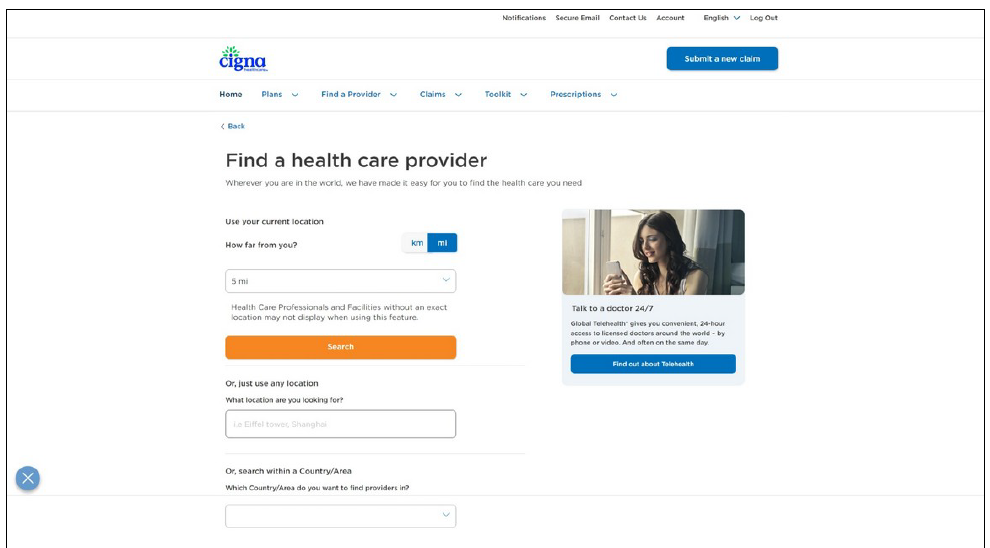 Notifications Secure Email Contact Us Account English Log Out
cigna
healthcare
Submit a new claim
Home Plans Find a Provider Claims Toolkit Prescriptions
Back
Find a health care provider
Wherever you are in the world, we have made it easy for you to find the health care you need
Use your current location
How far from you?
km mi
5 mi
Health Care Professionals and Facilities without an exact
location may not display when using this feature.
Search
Talk to a doctor 24/7
Global Telehealth* gives you convenient, 24-hour
access to licensed doctors around the world - by
phone or video. And often on the same day.
Find out about Telehealth
Or, just use any location
What location are you looking for?
i.e Eiffel tower, Shanghai
Or, search within a Country/Area
Which Country/Area do you want to find providers in?